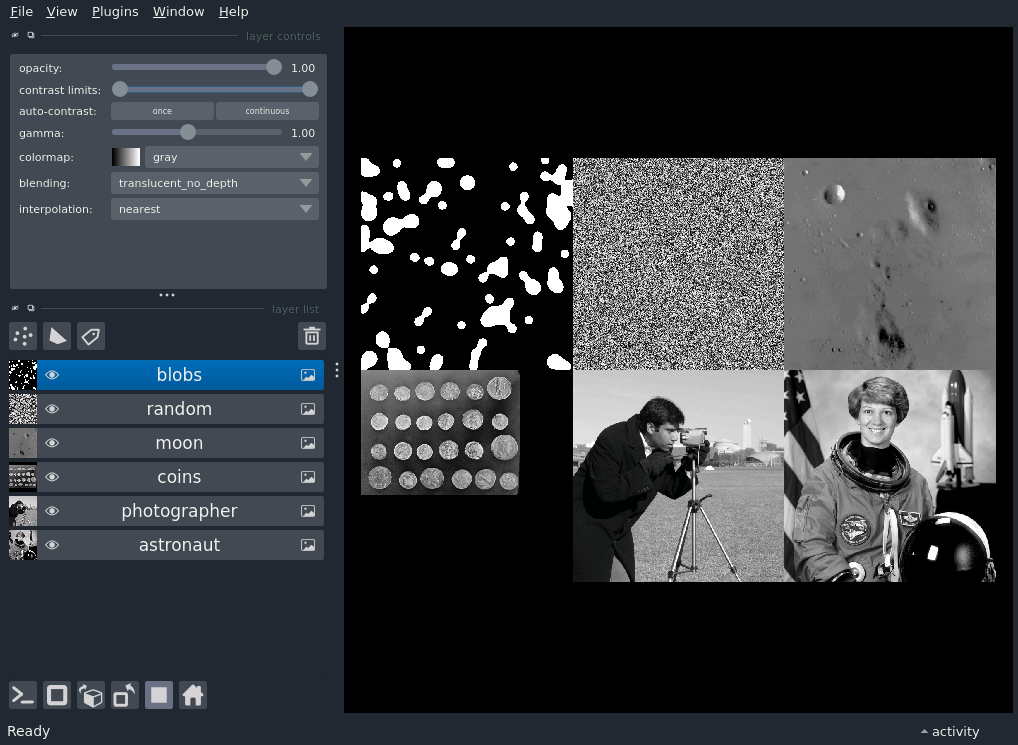 File View Plugins Window Help
layer controls
opacity: 1.00
contrast limits:
auto-contrast: once continuous
gamma: 1.00
colormap: gray
blending: translucent_no_depth
interpolation: nearest
layer list
blobs
random
moon
coins
photographer
astronaut
Ready
activity